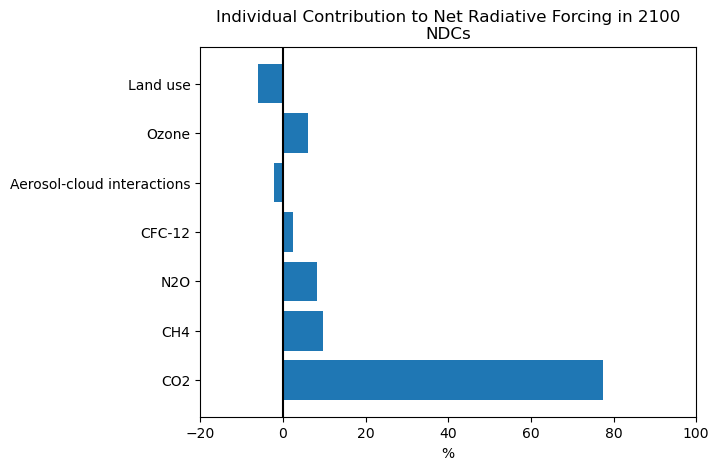 Individual Contribution to Net Radiative Forcing in 2100
NDCs
Land use
Ozone
Aerosol-cloud interactions
CFC-12
N2O
CH4
CO2
−20 0 20 40 60 80 100
%